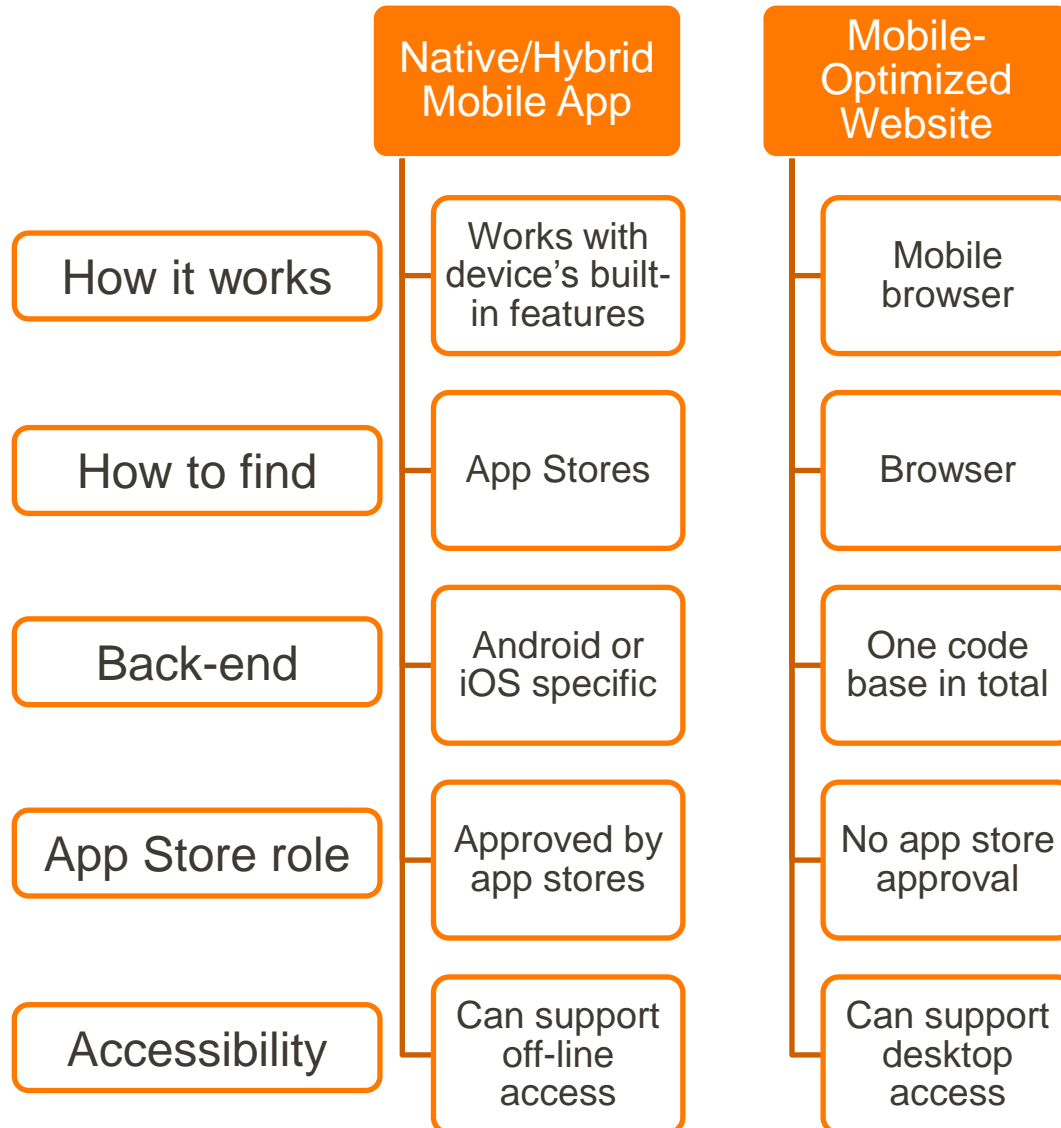 Native/Hybrid
Mobile App
Mobile-
Optimized
Website
How it works
Works with
device’s built-
in features
Mobile
browser
How to find
App Stores
Browser
Back-end
Android or
iOS specific
One code
base in total
App Store role
Approved by
app stores
No app store
approval
Accessibility
Can support
off-line
access
Can support
desktop
access